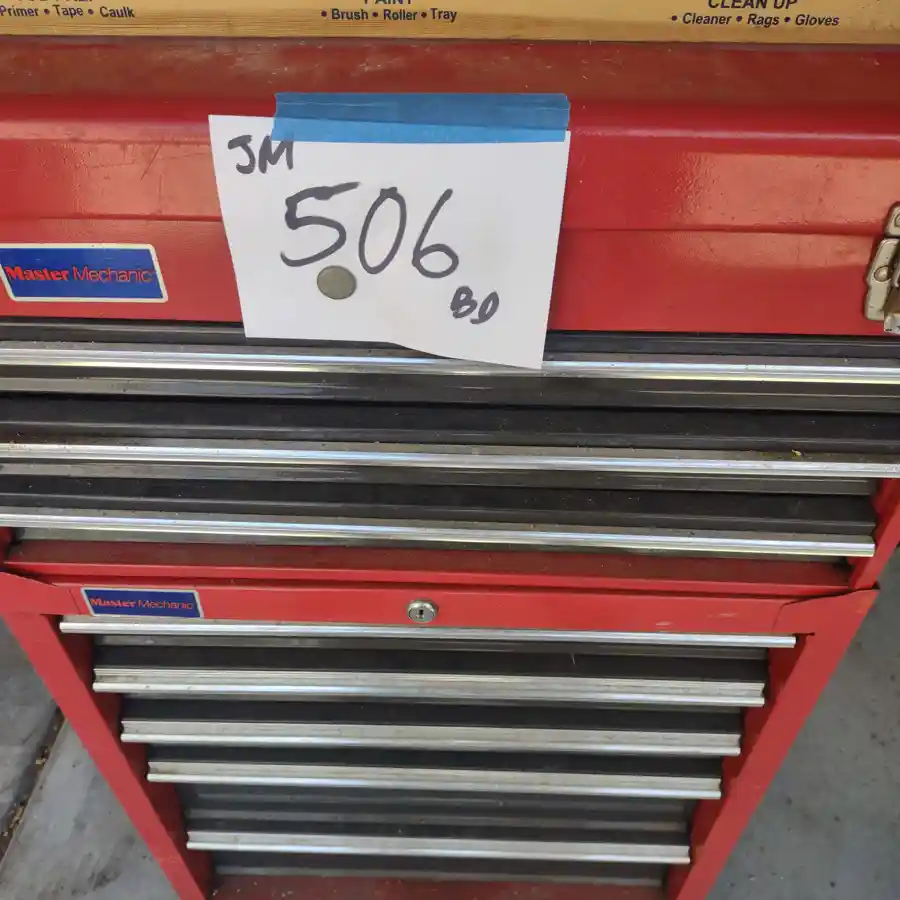 Primer • Tape • Caulk
PAINT
• Brush • Roller • Tray
CLEAN UP
• Cleaner • Rags • Gloves
JM
506
BD
Master Mechanic
Master Mechanic